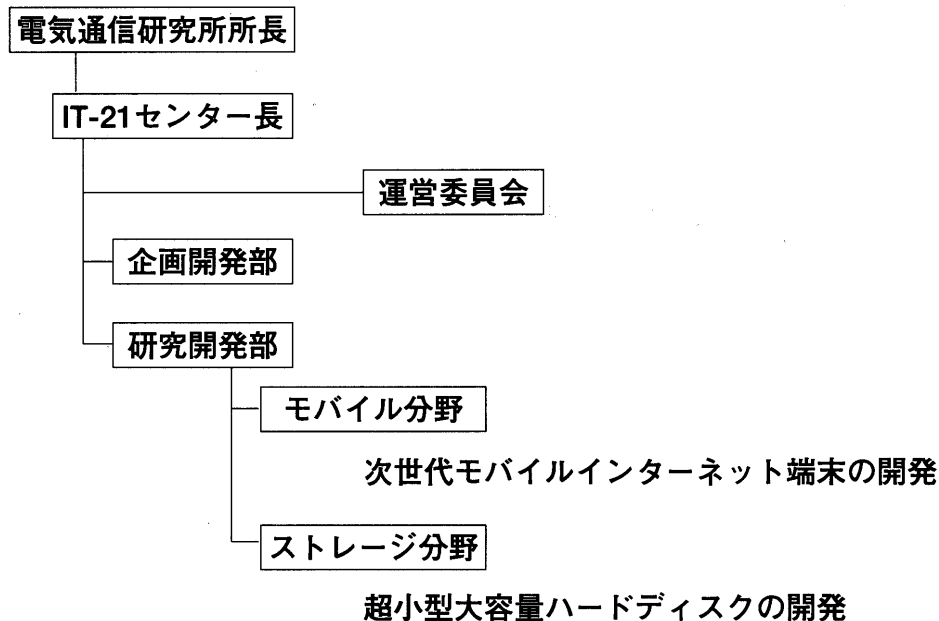 電気通信研究所所長
IT-21センター長
運営委員会
企画開発部
研究開発部
モバイル分野
次世代モバイルインターネット端末の開発
ストレージ分野
超小型大容量ハードディスクの開発